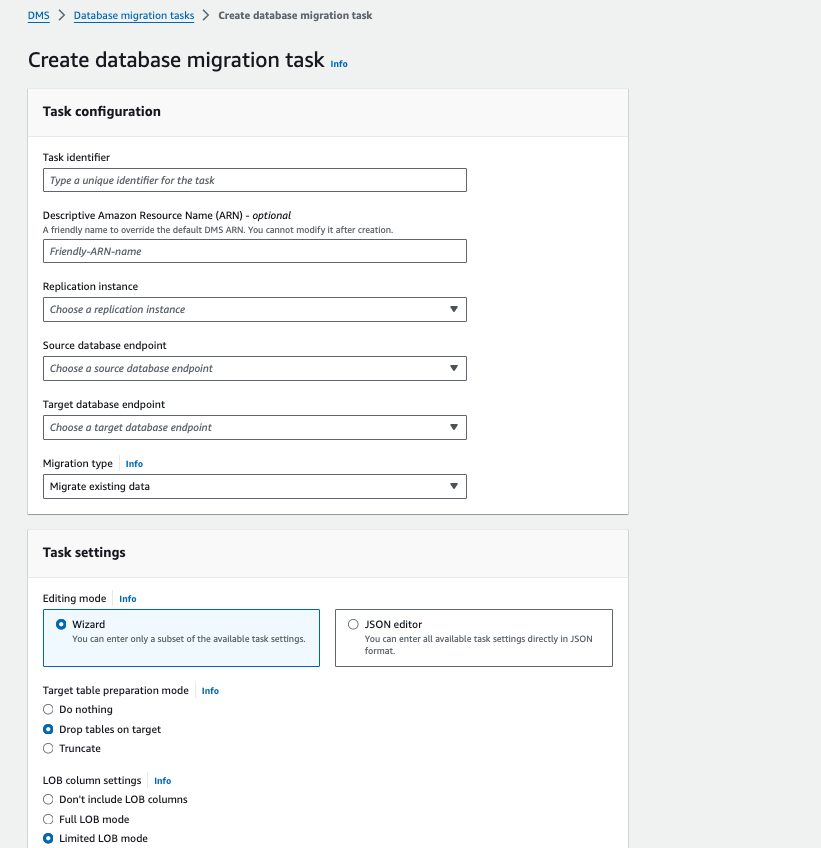 DMS > Database migration tasks > Create database migration task
Create database migration task Info
Task configuration
Task identifier
Type a unique identifier for the task
Descriptive Amazon Resource Name (ARN) - optional
A friendly name to override the default DMS ARN. You cannot modify it after creation.
Friendly-ARN-name
Replication instance
Choose a replication instance
Source database endpoint
Choose a source database endpoint
Target database endpoint
Choose a target database endpoint
Migration type Info
Migrate existing data
Task settings
Editing mode Info
Wizard
You can enter only a subset of the available task settings.
JSON editor
You can enter all available task settings directly in JSON
format.
Target table preparation mode Info
Do nothing
Drop tables on target
Truncate
LOB column settings Info
Don't include LOB columns
Full LOB mode
Limited LOB mode